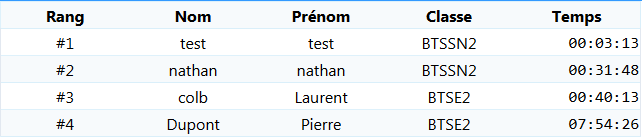 Rang Nom Prénom Classe Temps
#1 test test BTSSN2 00:03:13
#2 nathan nathan BTSSN2 00:31:48
#3 colb Laurent BTSE2 00:40:13
#4 Dupont Pierre BTSE2 07:54:26